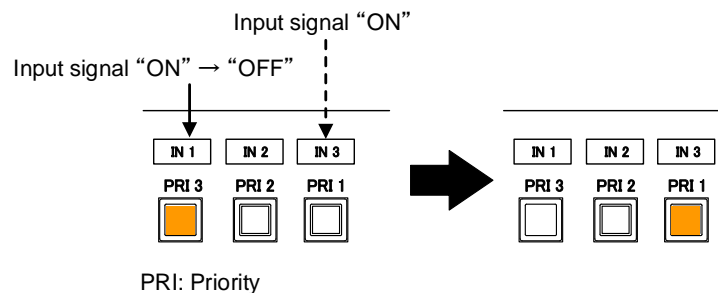 Input signal “ON”
Input signal “ON” → “OFF”
IN 1 IN 2 IN 3 IN 1 IN 2 IN 3
PRI 3 PRI 2 PRI 1 PRI 3 PRI 2 PRI 1
PRI: Priority